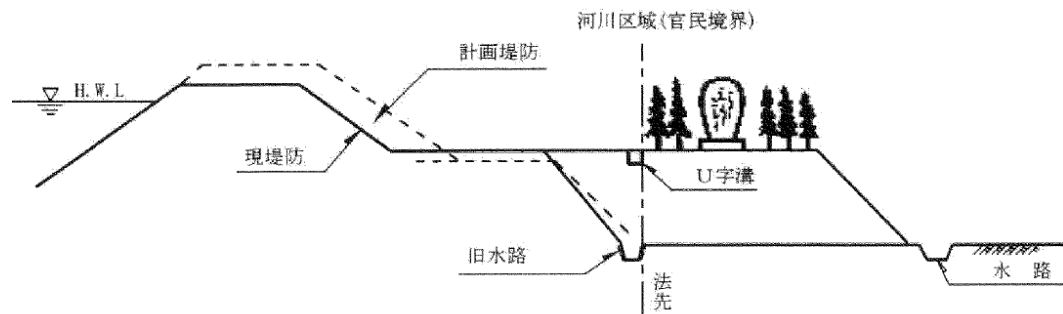 河川区域(官民境界)
計画堤防
H.W.L
現堤防
U字溝
旧水路
法先
水 路